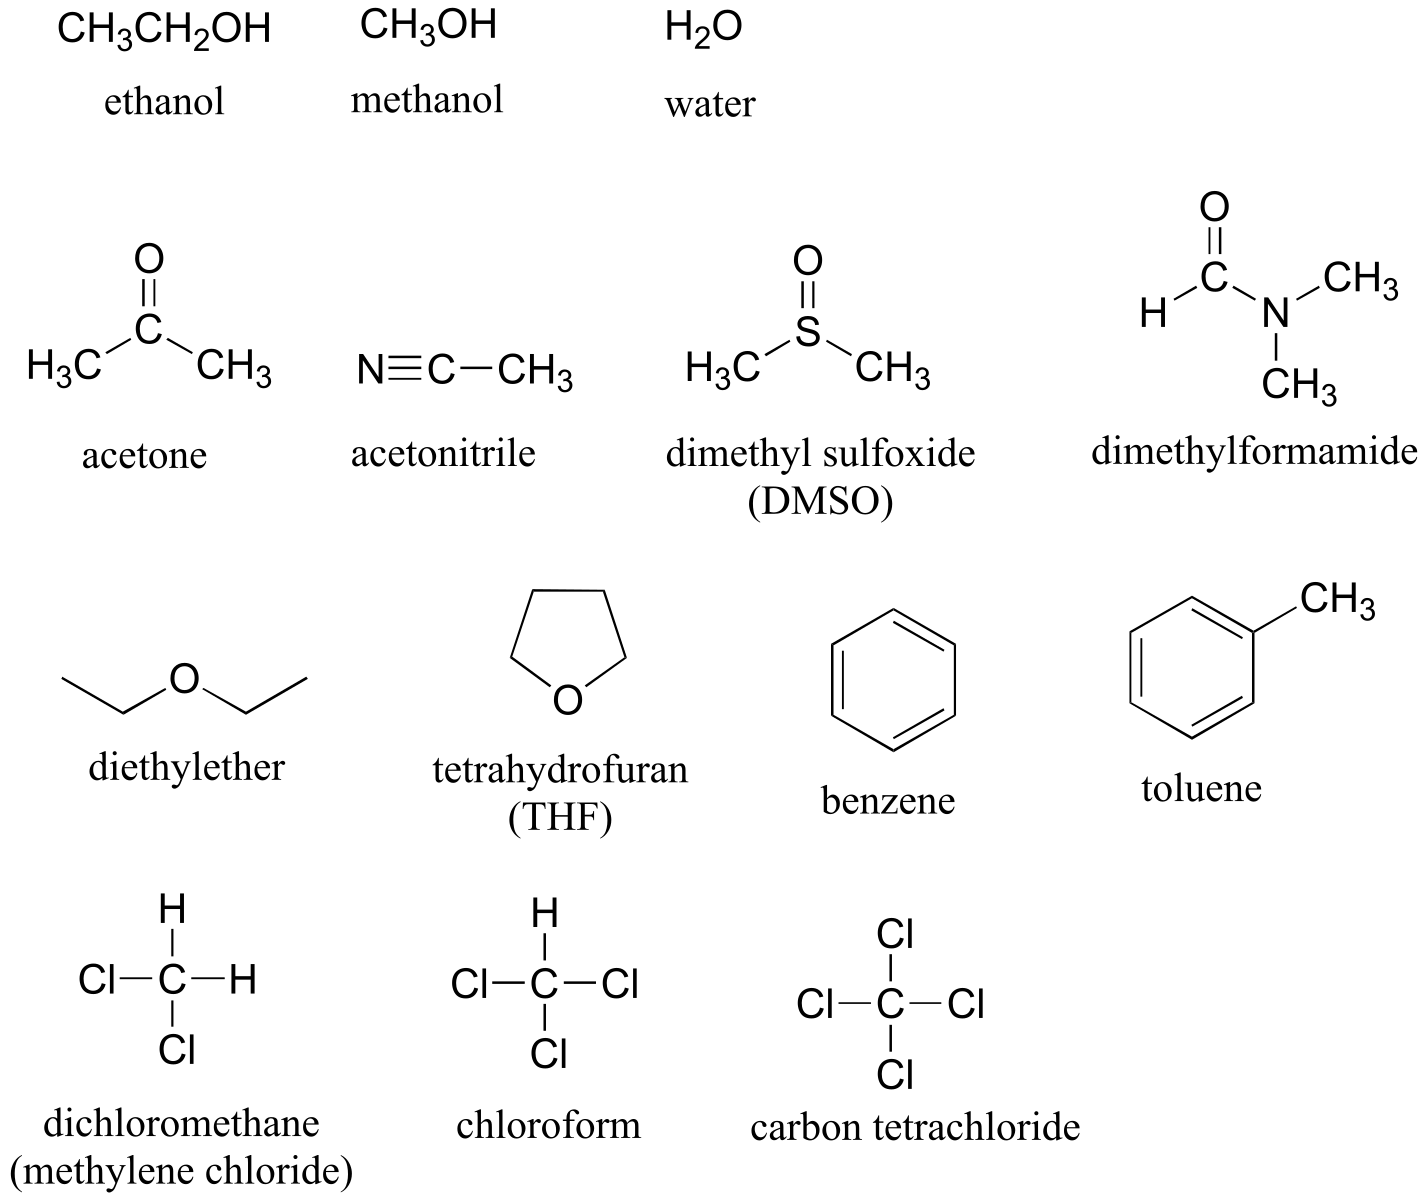 CH₃CH₂OH CH₃OH H₂O
ethanol methanol water
O
O O C CH₃
C S H N
H₃C CH₃ N≡C—CH₃ H₃C CH₃ CH₃
acetone acetonitrile dimethyl sulfoxide dimethylformamide
(DMSO)
CH₃
O O
diethylether tetrahydrofuran benzene toluene
(THF)
H H Cl
Cl—C—H Cl—C—Cl Cl—C—Cl
Cl Cl Cl
dichloromethane chloroform carbon tetrachloride
(methylene chloride)